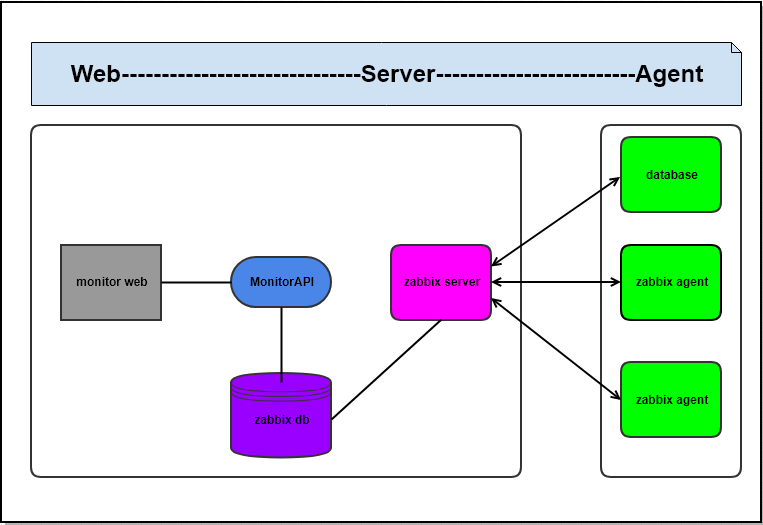 Web------------------------------Server-------------------------Agent
database
monitor web
MonitorAPI
zabbix server
zabbix agent
zabbix db
zabbix agent